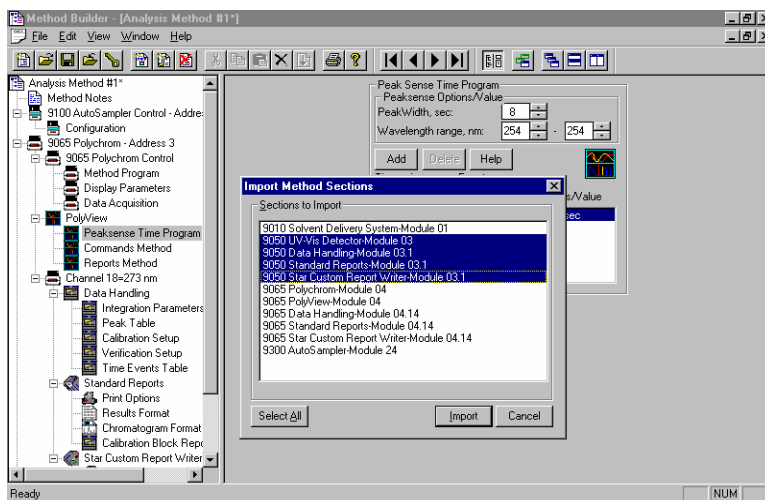 Method Builder - [Analysis Method #1*]
File Edit View Window Help
Analysis Method #1*
Method Notes
9100 AutoSampler Control - Addre
Configuration
9065 Polychrom - Address 3
9065 Polychrom Control
Method Program
Display Parameters
Data Acquisition
PolyView
Peaksense Time Program
Commands Method
Reports Method
Channel 18=273 nm
Data Handling
Integration Parameters
Peak Table
Calibration Setup
Verification Setup
Time Events Table
Standard Reports
Print Options
Results Format
Chromatogram Format
Calibration Block Repo
Star Custom Report Writer
Peak Sense Time Program
Peaksense Options/Value
PeakWidth, sec: 8
Wavelength range, nm: 254 - 254
Add Delete Help
s/Value
sec
Import Method Sections
Sections to Import
9010 Solvent Delivery System-Module 01
9050 UV-Vis Detector-Module 03
9050 Data Handling-Module 03.1
9050 Standard Reports-Module 03.1
9050 Star Custom Report Writer-Module 03.1
9065 Polychrom-Module 04
9065 PolyView-Module 04
9065 Data Handling-Module 04.14
9065 Standard Reports-Module 04.14
9065 Star Custom Report Writer-Module 04.14
9300 AutoSampler-Module 24
Select All Import Cancel
Ready NUM